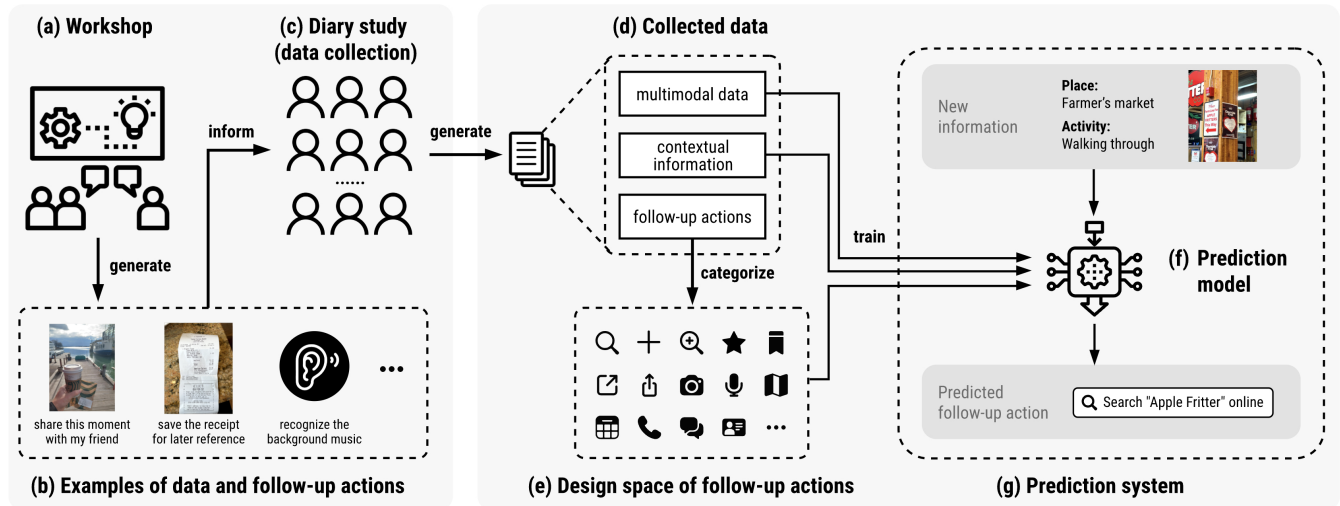 (a) Workshop
generate
share this moment
with my friend
save the receipt
for later reference
recognize the
background music
(b) Examples of data and follow-up actions
inform
(c) Diary study
(data collection)
......
generate
(d) Collected data
multimodal data
contextual
information
follow-up actions
categorize
(e) Design space of follow-up actions
train
New
information
Place:
Farmer's market
Activity:
Walking through
(f) Prediction
model
Predicted
follow-up action
Search "Apple Fritter" online
(g) Prediction system